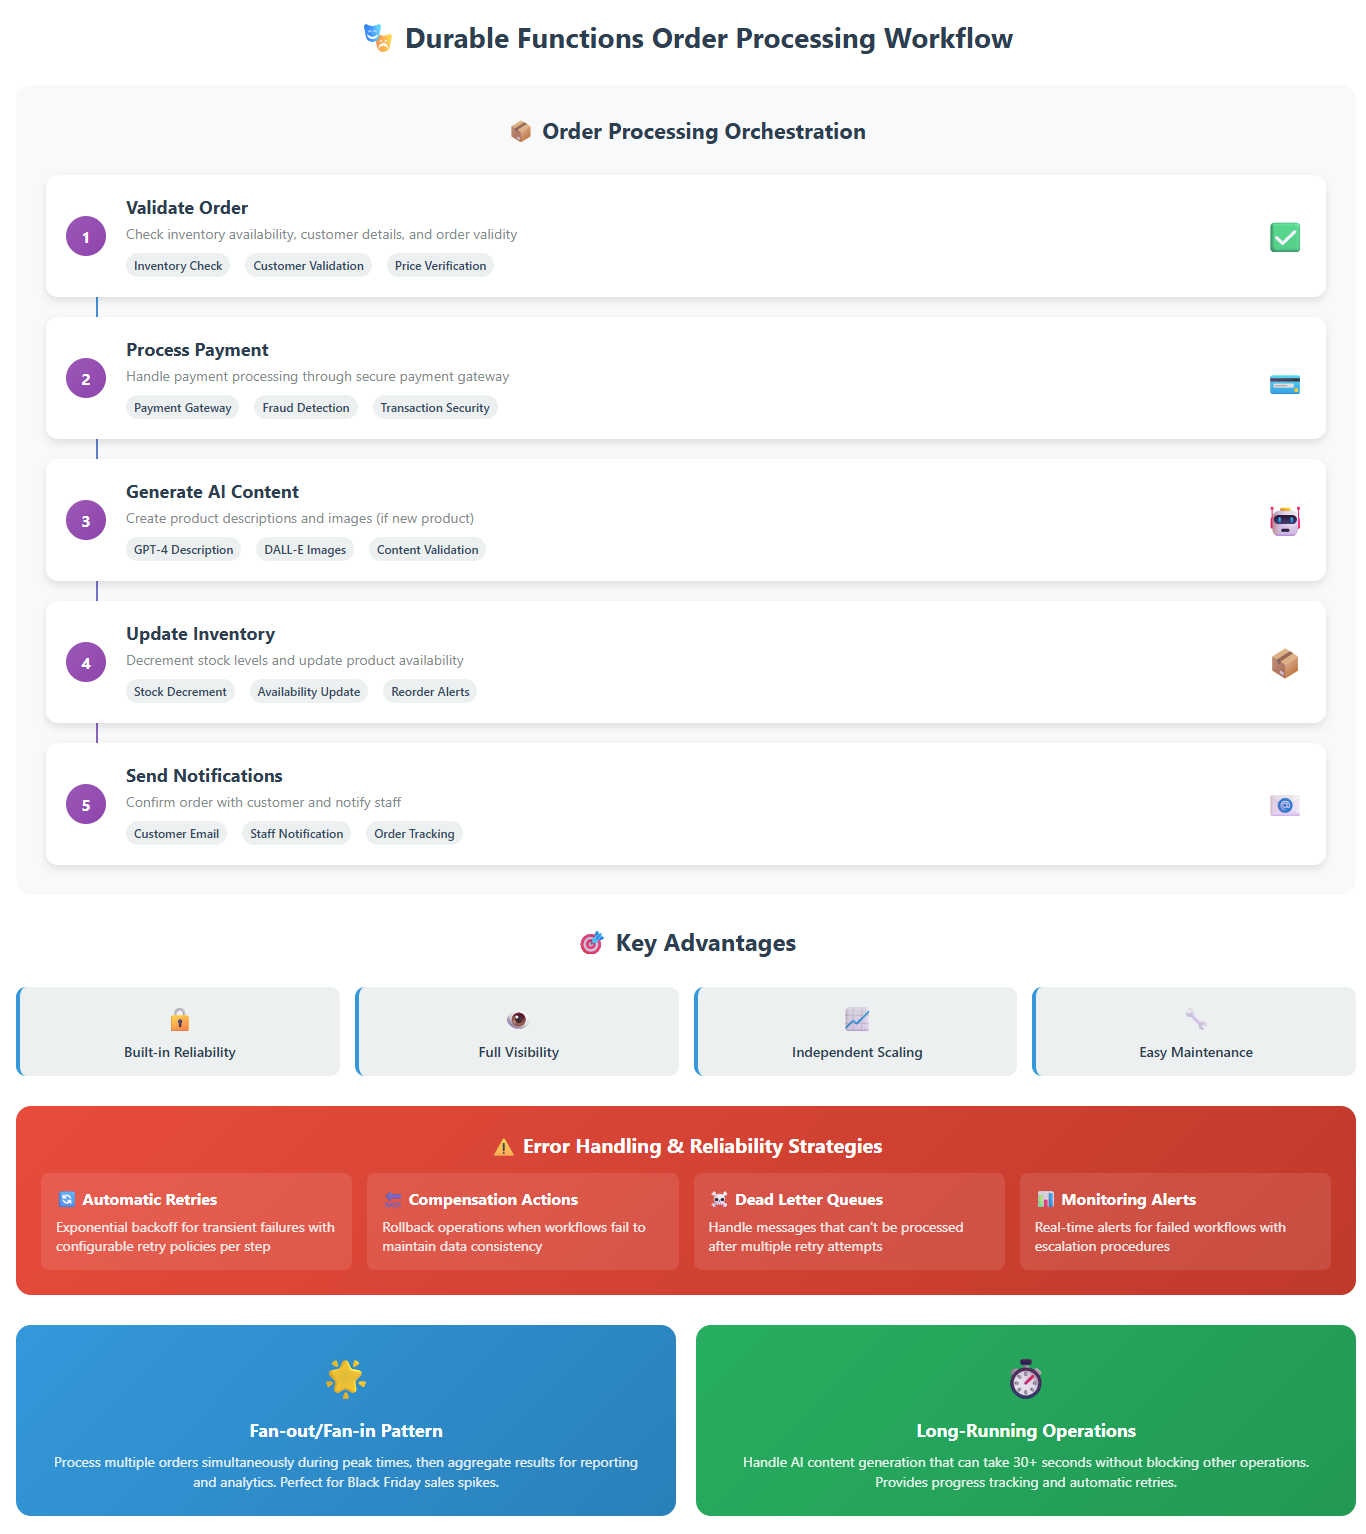 Durable Functions Order Processing Workflow
Order Processing Orchestration
1
Validate Order
Check inventory availability, customer details, and order validity
Inventory Check Customer Validation Price Verification
2
Process Payment
Handle payment processing through secure payment gateway
Payment Gateway Fraud Detection Transaction Security
3
Generate AI Content
Create product descriptions and images (if new product)
GPT-4 Description DALL-E Images Content Validation
4
Update Inventory
Decrement stock levels and update product availability
Stock Decrement Availability Update Reorder Alerts
5
Send Notifications
Confirm order with customer and notify staff
Customer Email Staff Notification Order Tracking
Key Advantages
Built-in Reliability
Full Visibility
Independent Scaling
Easy Maintenance
Error Handling & Reliability Strategies
Automatic Retries
Exponential backoff for transient failures with
configurable retry policies per step
Compensation Actions
Rollback operations when workflows fail to
maintain data consistency
Dead Letter Queues
Handle messages that can't be processed
after multiple retry attempts
Monitoring Alerts
Real-time alerts for failed workflows with
escalation procedures
Fan-out/Fan-in Pattern
Process multiple orders simultaneously during peak times, then aggregate results for reporting
and analytics. Perfect for Black Friday sales spikes.
Long-Running Operations
Handle AI content generation that can take 30+ seconds without blocking other operations.
Provides progress tracking and automatic retries.